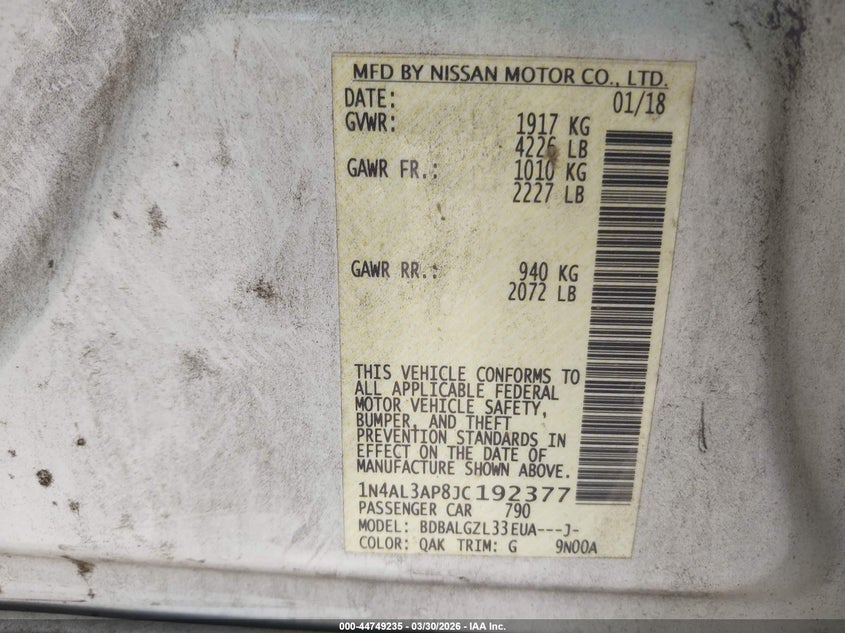 MFD BY NISSAN MOTOR CO., LTD.
DATE: 01/18
GVWR: 1917 KG
4226 LB
GAWR FR.: 1010 KG
2227 LB
GAWR RR.: 940 KG
2072 LB
THIS VEHICLE CONFORMS TO
ALL APPLICABLE FEDERAL
MOTOR VEHICLE SAFETY,
BUMPER, AND THEFT
PREVENTION STANDARDS IN
EFFECT ON THE DATE OF
MANUFACTURE SHOWN ABOVE.
1N4AL3AP8JC192377
PASSENGER CAR 790
MODEL: BDBALGZL33EUA---J-
COLOR: QAK TRIM: G 9N00A
000-44749235 - 03/30/2026 - IAA Inc.